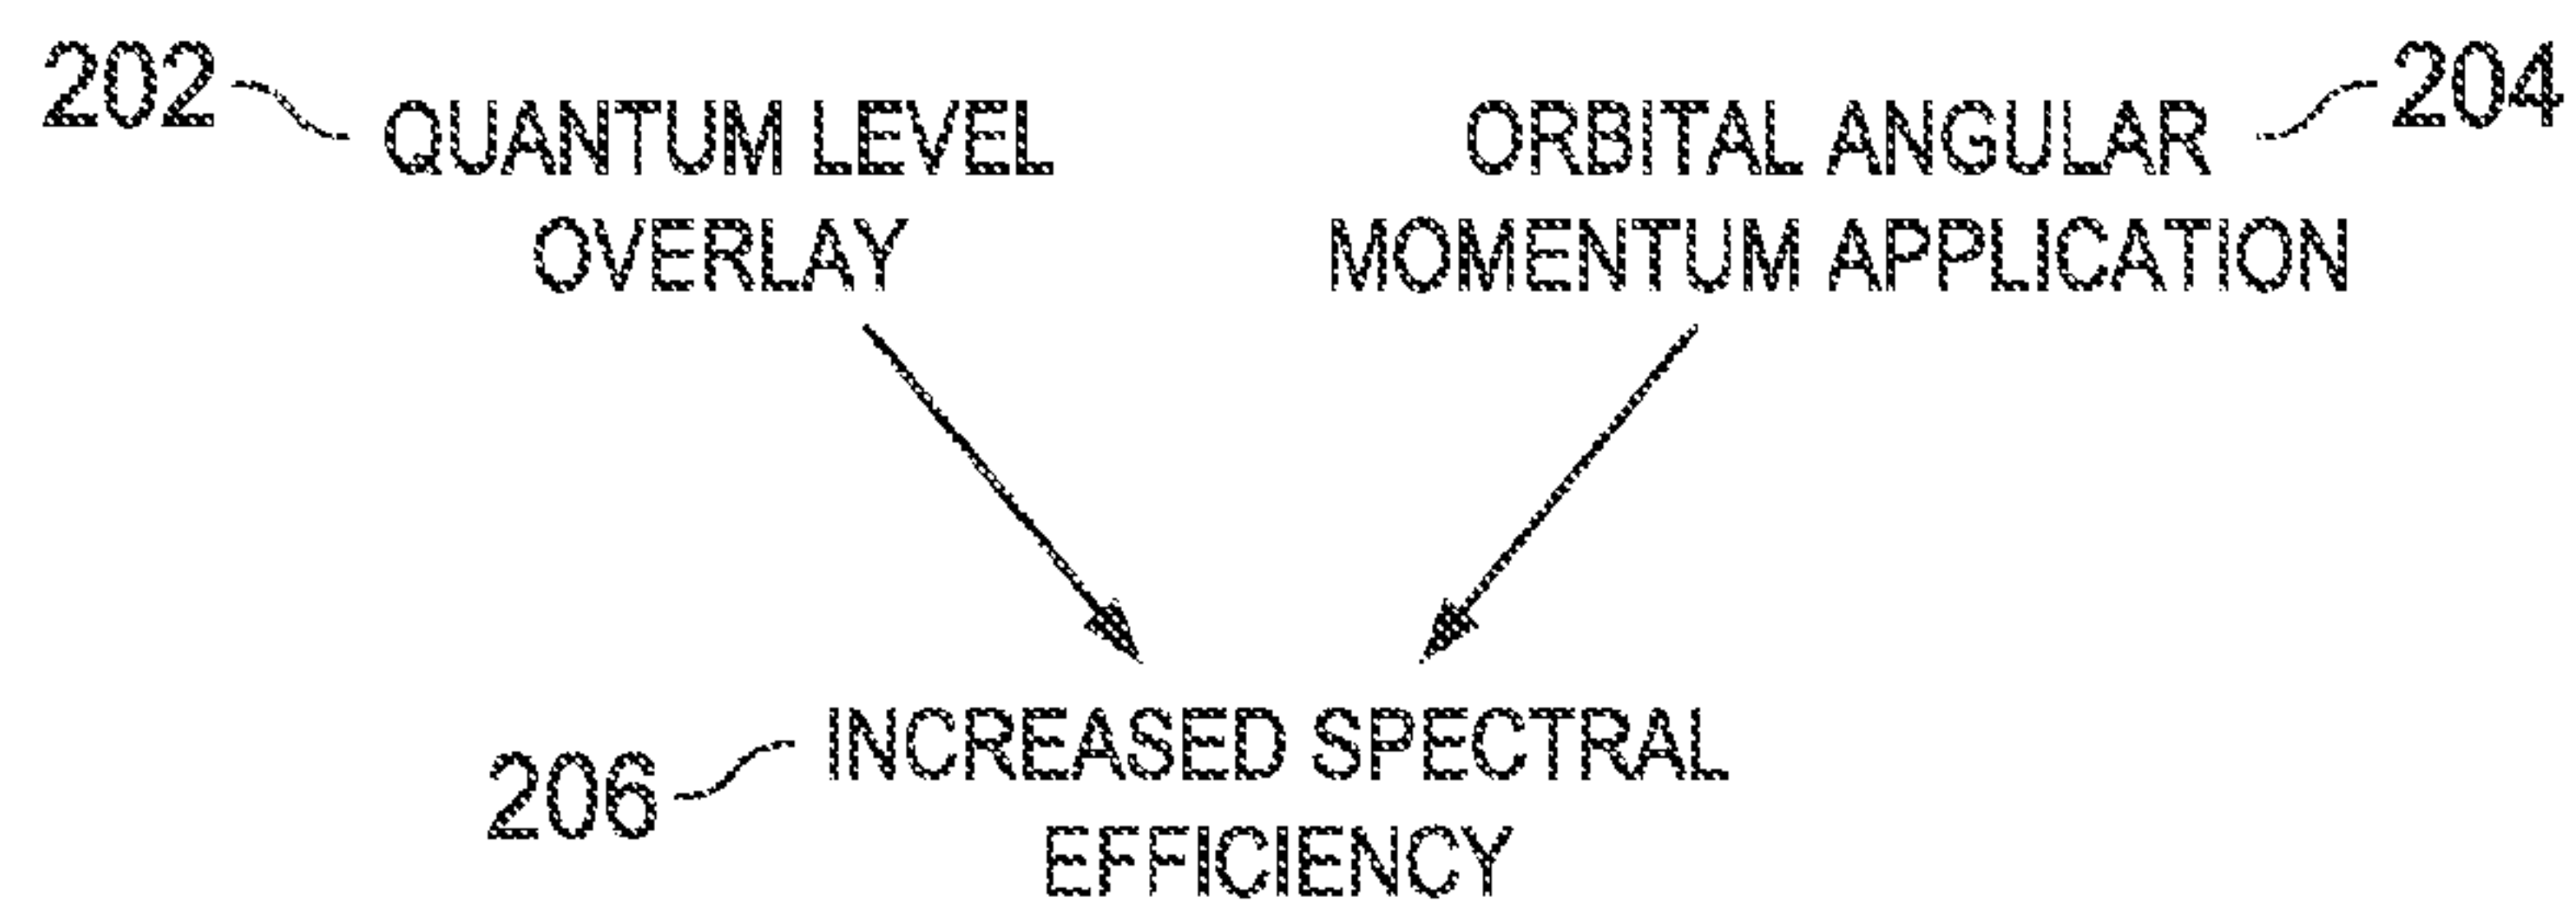 202
QUANTUM LEVEL
OVERLAY
ORBITAL ANGULAR
MOMENTUM APPLICATION
204
206
INCREASED SPECTRAL
EFFICIENCY